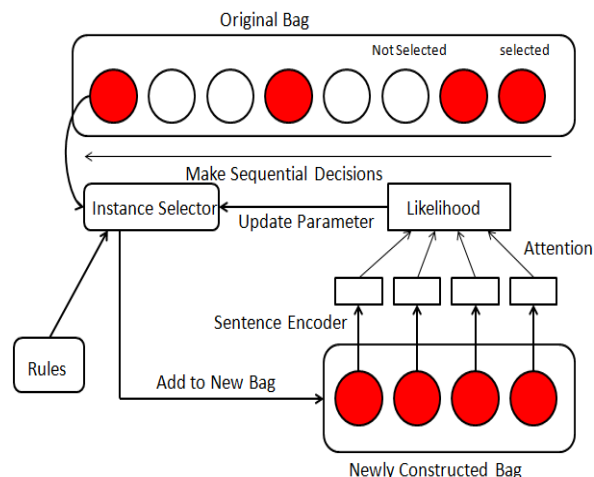 Original Bag
Not Selected
selected
Make Sequential Decisions
Instance Selector
Likelihood
Update Parameter
Attention
Sentence Encoder
Rules
Add to New Bag
Newly Constructed Bag